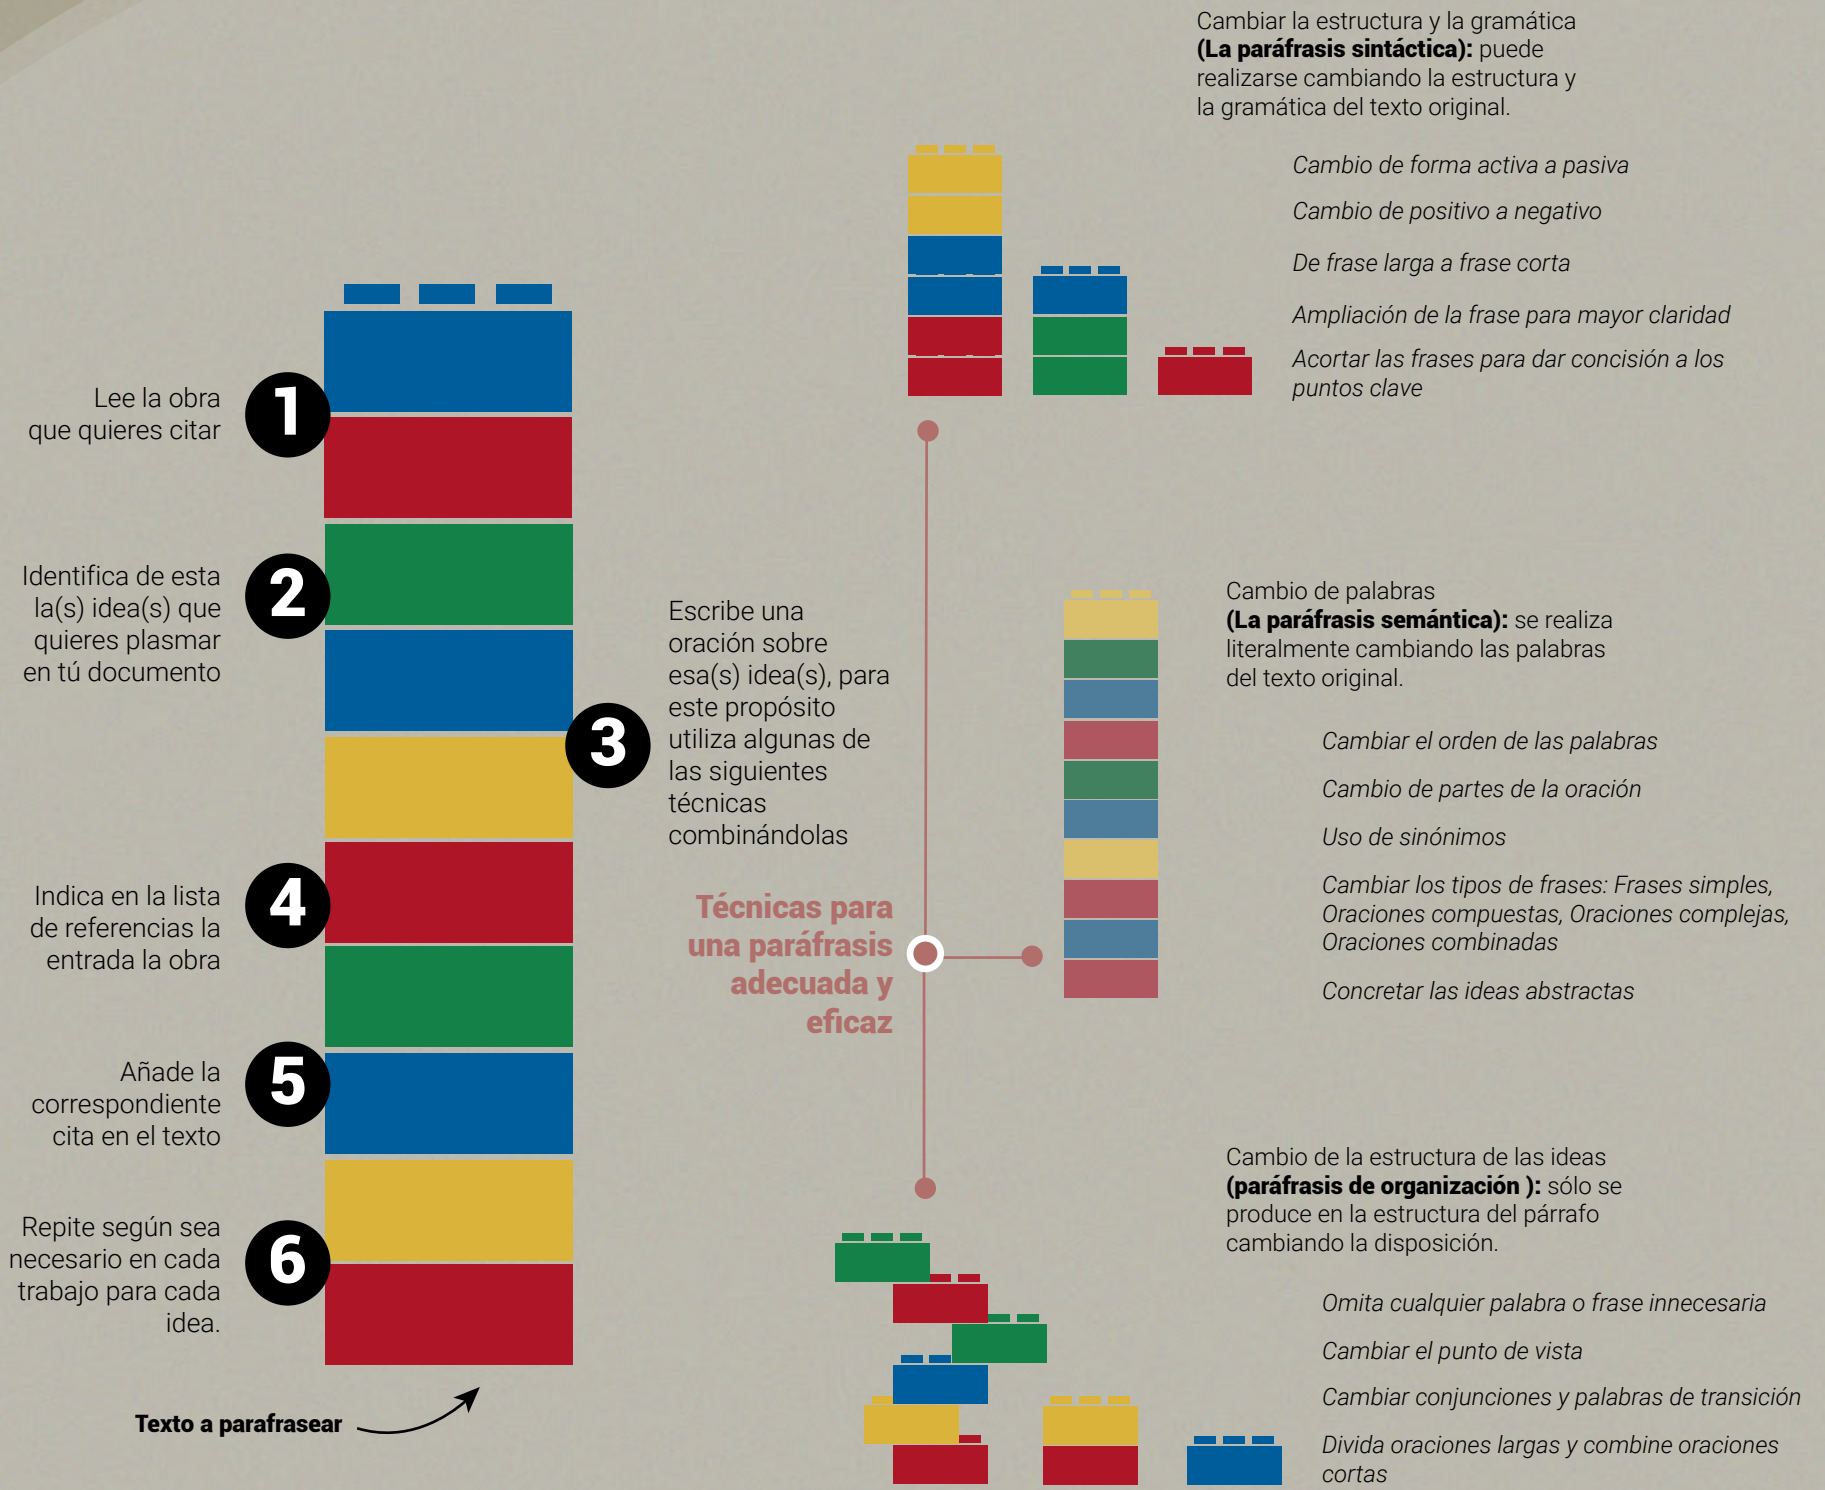 Lee la obra
que quieres citar
1
Identifica de esta
la(s) idea(s) que
quieres plasmar
en tú documento
2
3
Escribe una
oración sobre
esa(s) idea(s), para
este propósito
utiliza algunas de
las siguientes
técnicas
combinándolas
Indica en la lista
de referencias la
entrada la obra
4
Añade la
correspondiente
cita en el texto
5
Repite según sea
necesario en cada
trabajo para cada
idea.
6
Texto a parafrasear
Técnicas para
una paráfrasis
adecuada y
eficaz
Cambiar la estructura y la gramática
(La paráfrasis sintáctica): puede
realizarse cambiando la estructura y
la gramática del texto original.
Cambio de forma activa a pasiva
Cambio de positivo a negativo
De frase larga a frase corta
Ampliación de la frase para mayor claridad
Acortar las frases para dar concisión a los
puntos clave
Cambio de palabras
(La paráfrasis semántica): se realiza
literalmente cambiando las palabras
del texto original.
Cambiar el orden de las palabras
Cambio de partes de la oración
Uso de sinónimos
Cambiar los tipos de frases: Frases simples,
Oraciones compuestas, Oraciones complejas,
Oraciones combinadas
Concretar las ideas abstractas
Cambio de la estructura de las ideas
(paráfrasis de organización ): sólo se
produce en la estructura del párrafo
cambiando la disposición.
Omita cualquier palabra o frase innecesaria
Cambiar el punto de vista
Cambiar conjunciones y palabras de transición
Divida oraciones largas y combine oraciones
cortas